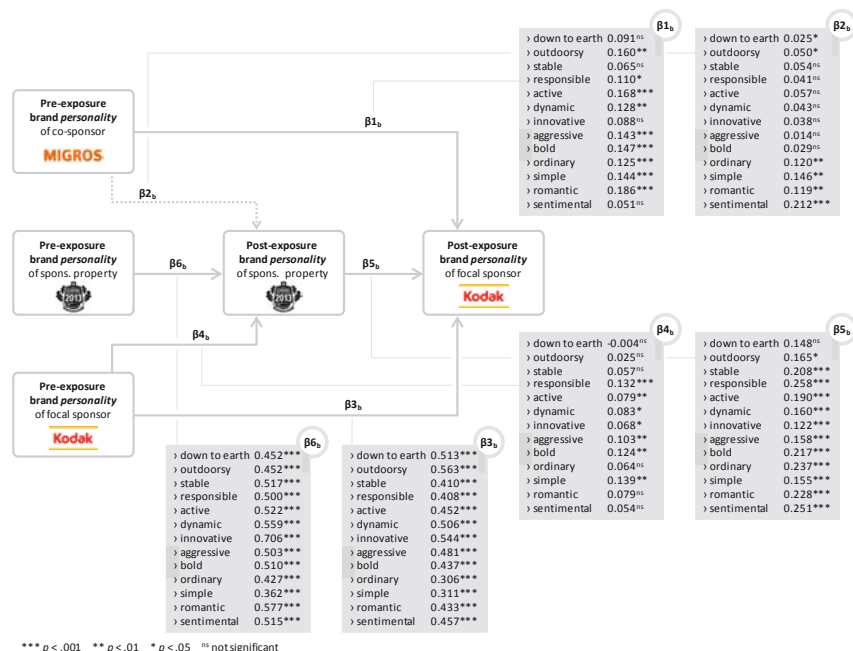 β1b
› down to earth 0.091ns
› outdoorsy 0.160**
› stable 0.065ns
› responsible 0.110*
› active 0.168***
› dynamic 0.128**
› innovative 0.088ns
› aggressive 0.143***
› bold 0.147***
› ordinary 0.125***
› simple 0.144***
› romantic 0.186***
› sentimental 0.051ns
β2b
› down to earth 0.025*
› outdoorsy 0.050*
› stable 0.054ns
› responsible 0.041ns
› active 0.057ns
› dynamic 0.043ns
› innovative 0.038ns
› aggressive 0.014ns
› bold 0.029ns
› ordinary 0.120**
› simple 0.146**
› romantic 0.119**
› sentimental 0.212***
Pre-exposure
brand personality
of co-sponsor
MIGROS
β1b
β2b
Pre-exposure
brand personality
of spons. property
2013
β6b
Post-exposure
brand personality
of spons. property
2013
β5b
Post-exposure
brand personality
of focal sponsor
Kodak
β4b
Pre-exposure
brand personality
of focal sponsor
Kodak
β3b
β4b
› down to earth -0.004ns
› outdoorsy 0.025ns
› stable 0.057ns
› responsible 0.132***
› active 0.079**
› dynamic 0.083*
› innovative 0.068*
› aggressive 0.103**
› bold 0.124**
› ordinary 0.064ns
› simple 0.139**
› romantic 0.079ns
› sentimental 0.054ns
β5b
› down to earth 0.148ns
› outdoorsy 0.165*
› stable 0.208***
› responsible 0.258***
› active 0.190***
› dynamic 0.160***
› innovative 0.122***
› aggressive 0.158***
› bold 0.217***
› ordinary 0.237***
› simple 0.155***
› romantic 0.228***
› sentimental 0.251***
β6b
› down to earth 0.452***
› outdoorsy 0.452***
› stable 0.517***
› responsible 0.500***
› active 0.522***
› dynamic 0.559***
› innovative 0.706***
› aggressive 0.503***
› bold 0.510***
› ordinary 0.427***
› simple 0.362***
› romantic 0.577***
› sentimental 0.515***
β3b
› down to earth 0.513***
› outdoorsy 0.563***
› stable 0.410***
› responsible 0.408***
› active 0.452***
› dynamic 0.506***
› innovative 0.544***
› aggressive 0.481***
› bold 0.437***
› ordinary 0.306***
› simple 0.311***
› romantic 0.433***
› sentimental 0.457***
*** p < .001 ** p < .01 * p < .05 ns not significant